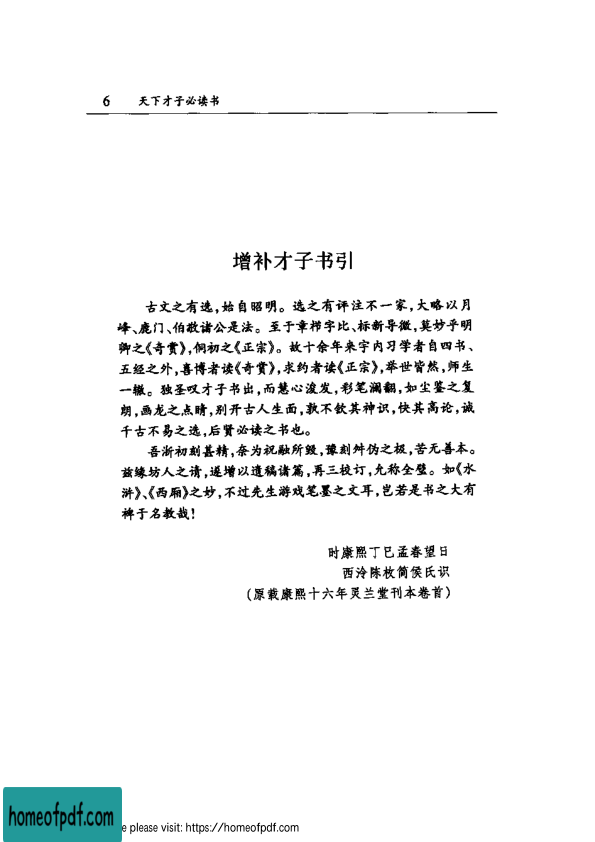 6 天下才子必读书
增补才子书引
古文之有选,始自昭明。选之有评注不一家,大略以月
峰、鹿门、伯敬诸公是法。至于章栉字比、标新导微,莫妙乎明
卿之《奇赏》,侗初之《正宗》。故十余年来宇内习学者自四书、
五经之外,喜博者读《奇赏》,求约者读《正宗》,举世皆然,师生
一辙。独圣叹才子书出,而慧心浚发,彩笔澜翻,如尘鉴之复
朗,画龙之点睛,别开古人生面,孰不钦其神识,快其高论,诚
千古不易之选,后贤必读之书也。
吾浙初刻甚精,奈为祝融所毁,豫刻舛伪之极,苦无善本。
兹缘坊人之请,遂增以遗稿诸篇,再三校订,允称全璧。如《水
浒》、《西厢》之妙,不过先生游戏笔墨之文耳,岂若是书之大有
裨于名教哉!
时康熙丁巳孟春望日
西泠陈枚简侯氏识
(原载康熙十六年灵兰堂刊本卷首)
homeofpdf.com
e please visit: https://homeofpdf.com